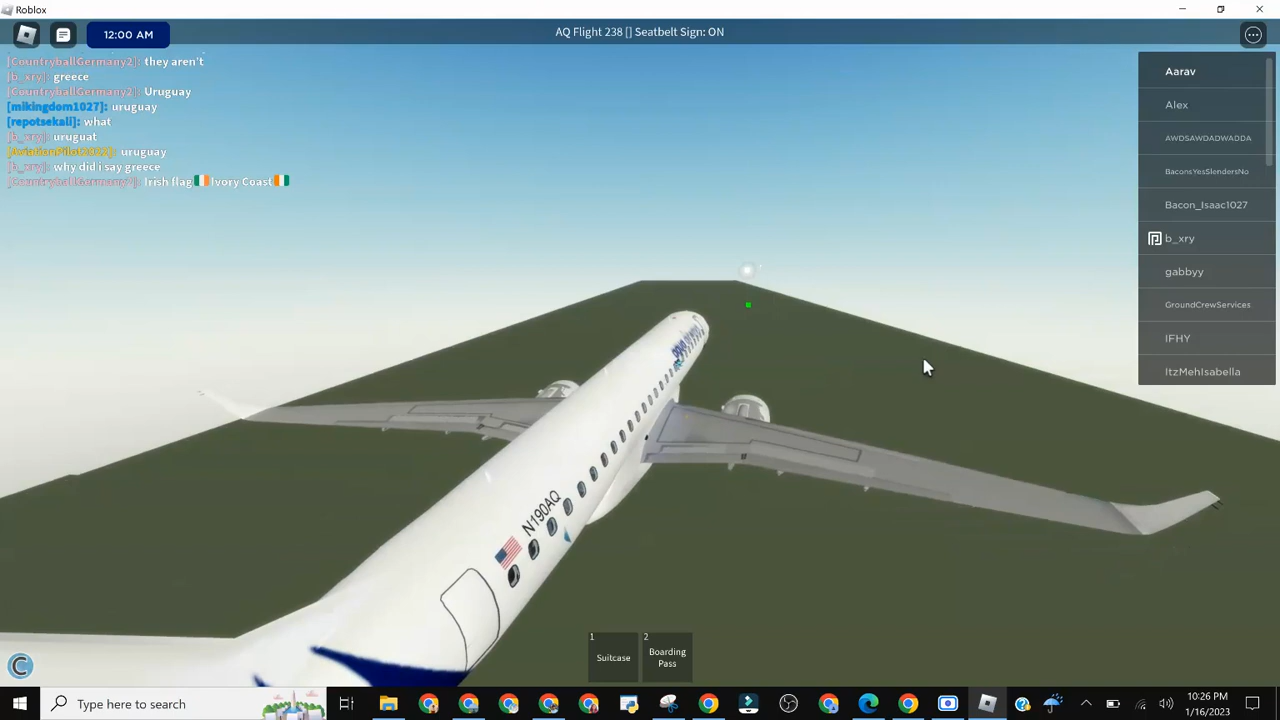 Roblox
12:00 AM
AQ Flight 238 [] Seatbelt Sign: ON
[CountryballGermany2]: they aren't
[b_xry]: greece
[CountryballGermany2]: Uruguay
[mikingdom1027]: uruguay
[repotsekali]: what
[b_xry]: uruguat
uruguay
[b_xry]: why did i say greece
[CountryballGermany2]: Irish flag🇮🇪Ivory Coast🇨🇮
Aarav
Alex
AWDSAWDADWADDA
BaconsYesSlendersNo
Bacon_Isaac1027
b_xry
gabbyy
GroundCrewServices
IFHY
ItzMehIsabella
N190AQ
1
Suitcase
2
Boarding
Pass
Type here to search
10:26 PM
1/16/2023